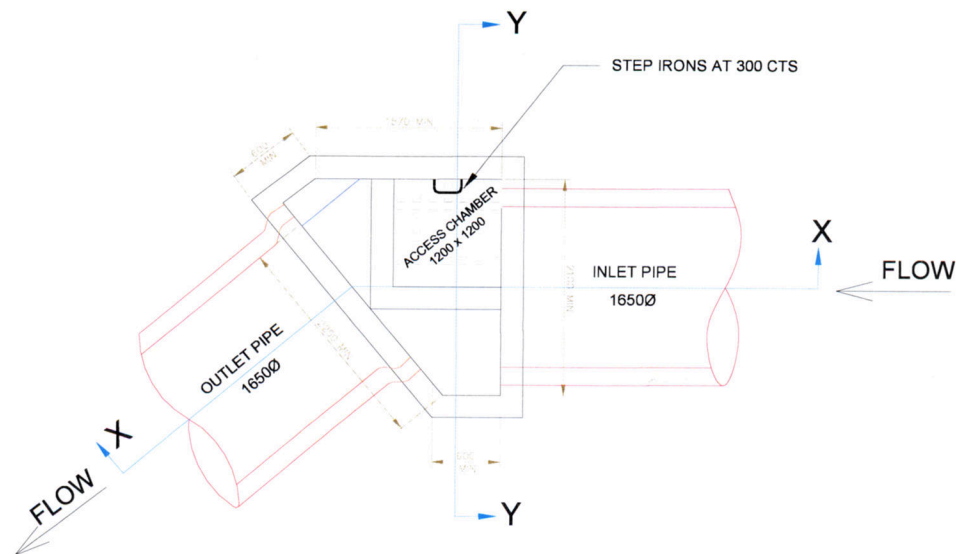 Y
STEP IRONS AT 300 CTS
ACCESS CHAMBER
1200 x 1200
X
INLET PIPE
1650Ø
FLOW
OUTLET PIPE
1650Ø
X
FLOW
Y